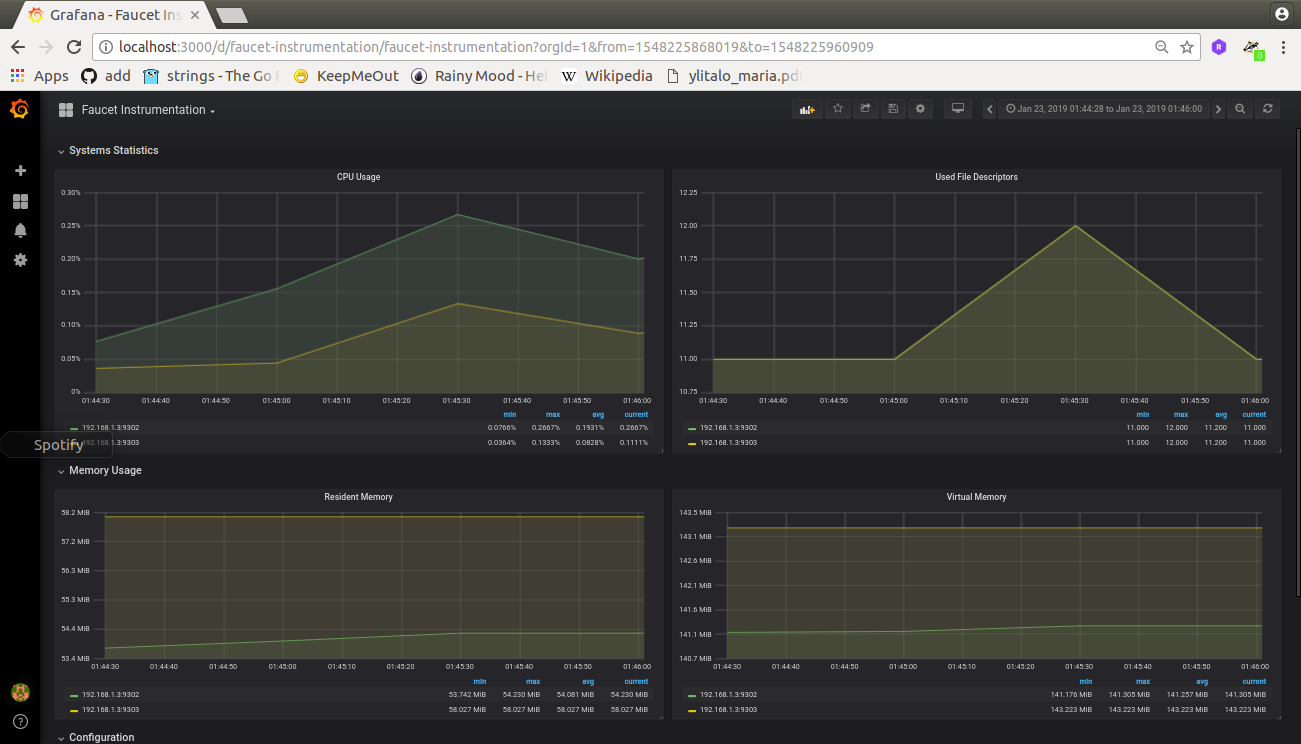 Grafana - Faucet Ins
localhost:3000/d/faucet-instrumentation/faucet-instrumentation?orgId=1&from=1548225868019&to=1548225960909
R
0
Apps add strings - The Go KeepMeOut Rainy Mood - Hel W Wikipedia ylitalo_maria.pdf
Faucet Instrumentation
Jan 23, 2019 01:44:28 to Jan 23, 2019 01:46:00
Systems Statistics
CPU Usage
0.30%
0.25%
0.20%
0.15%
0.10%
0.05%
0%
01:44:30 01:44:40 01:44:50 01:45:00 01:45:10 01:45:20 01:45:30 01:45:40 01:45:50 01:46:00
min max avg current
192.168.1.3:9302 0.0766% 0.2667% 0.1931% 0.2667%
192.168.1.3:9303 0.0364% 0.1333% 0.0828% 0.1111%
Used File Descriptors
12.25
12.00
11.75
11.50
11.25
11.00
10.75
01:44:30 01:44:40 01:44:50 01:45:00 01:45:10 01:45:20 01:45:30 01:45:40 01:45:50 01:46:00
min max avg current
192.168.1.3:9302 11.000 12.000 11.200 11.000
192.168.1.3:9303 11.000 12.000 11.200 11.000
Spotify
Memory Usage
Resident Memory
58.2 MiB
57.2 MiB
56.3 MiB
55.3 MiB
54.4 MiB
53.4 MiB
01:44:30 01:44:40 01:44:50 01:45:00 01:45:10 01:45:20 01:45:30 01:45:40 01:45:50 01:46:00
min max avg current
192.168.1.3:9302 53.742 MiB 54.230 MiB 54.081 MiB 54.230 MiB
192.168.1.3:9303 58.027 MiB 58.027 MiB 58.027 MiB 58.027 MiB
Virtual Memory
143.5 MiB
143.1 MiB
142.6 MiB
142.1 MiB
141.6 MiB
141.1 MiB
140.7 MiB
01:44:30 01:44:40 01:44:50 01:45:00 01:45:10 01:45:20 01:45:30 01:45:40 01:45:50 01:46:00
min max avg current
192.168.1.3:9302 141.176 MiB 141.305 MiB 141.257 MiB 141.305 MiB
192.168.1.3:9303 143.223 MiB 143.223 MiB 143.223 MiB 143.223 MiB
Configuration